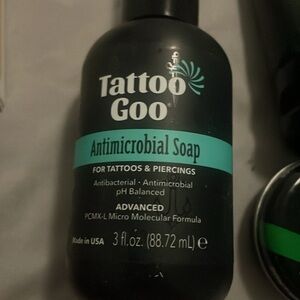 Tattoo
Goo
Antimicrobial Soap
FOR TATTOOS & PIERCINGS
Antibacterial • Antimicrobial
pH Balanced
ADVANCED
PCMX-L Micro Molecular Formula
Made in USA 3 fl.oz. (88.72 mL) ℮